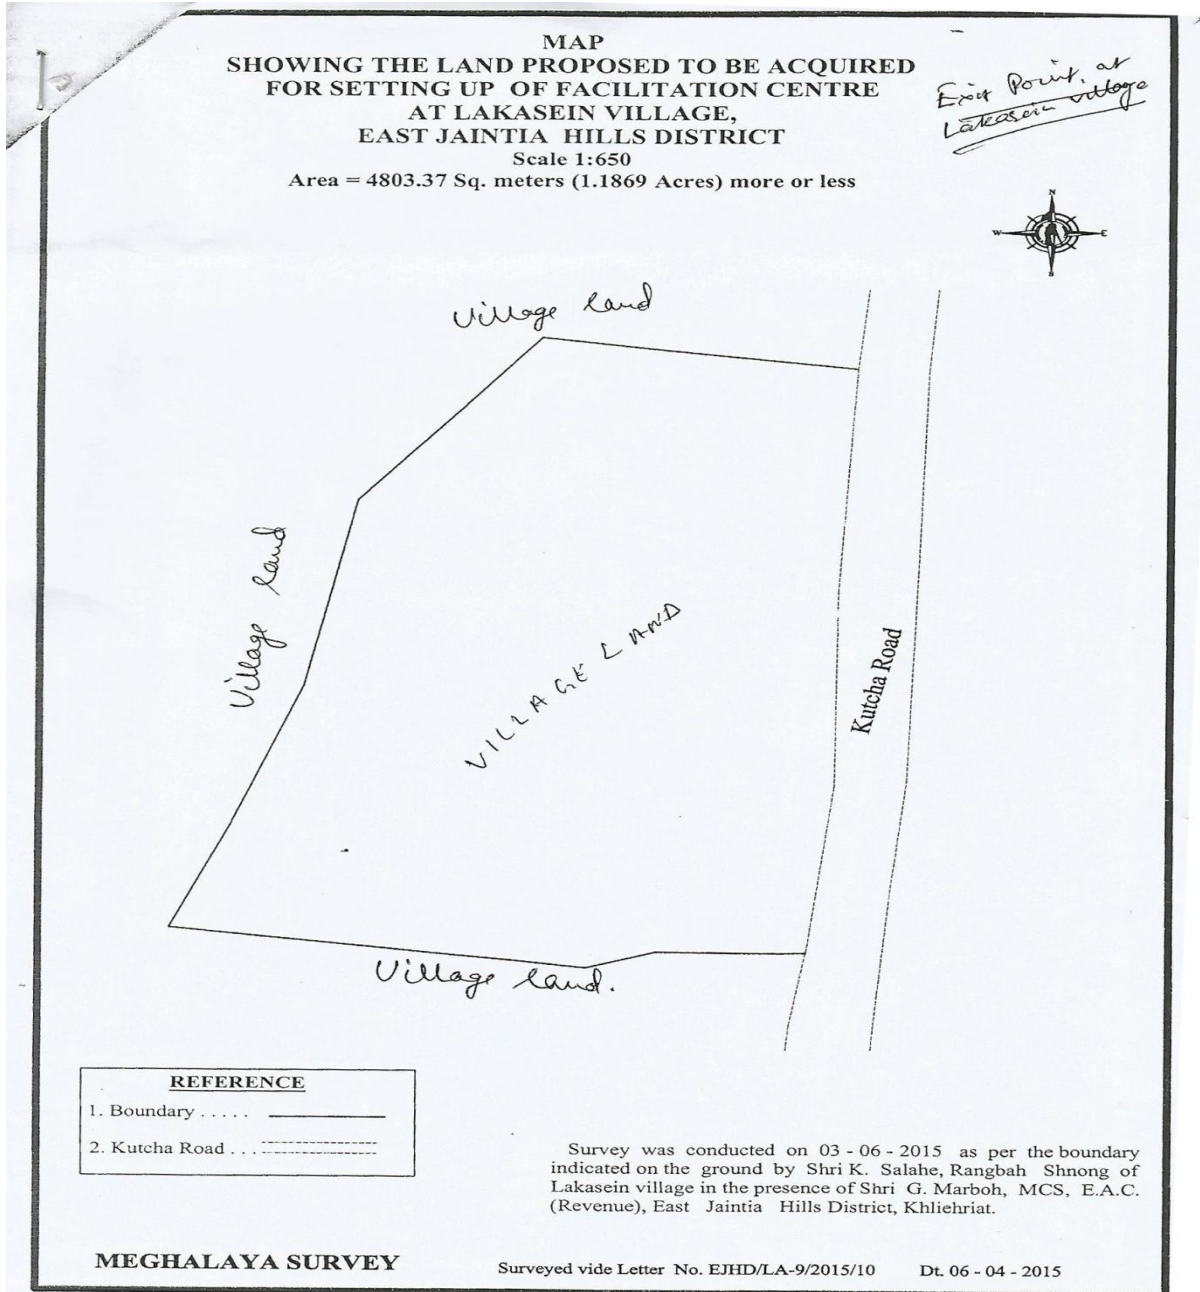 MAP
SHOWING THE LAND PROPOSED TO BE ACQUIRED
FOR SETTING UP OF FACILITATION CENTRE
AT LAKASEIN VILLAGE,
EAST JAINTIA HILLS DISTRICT
Scale 1:650
Area = 4803.37 Sq. meters (1.1869 Acres) more or less
Exit Point, at
Lakasein village
N
W E
S
Village land
Village land
VILLAGE LAND
Kutcha Road
Village land.
REFERENCE
1. Boundary . . . . .
2. Kutcha Road . . .
Survey was conducted on 03 - 06 - 2015 as per the boundary
indicated on the ground by Shri K. Salahe, Rangbah Shnong of
Lakasein village in the presence of Shri G. Marboh, MCS, E.A.C.
(Revenue), East Jaintia Hills District, Khliehriat.
MEGHALAYA SURVEY
Surveyed vide Letter No. EJHD/LA-9/2015/10 Dt. 06 - 04 - 2015